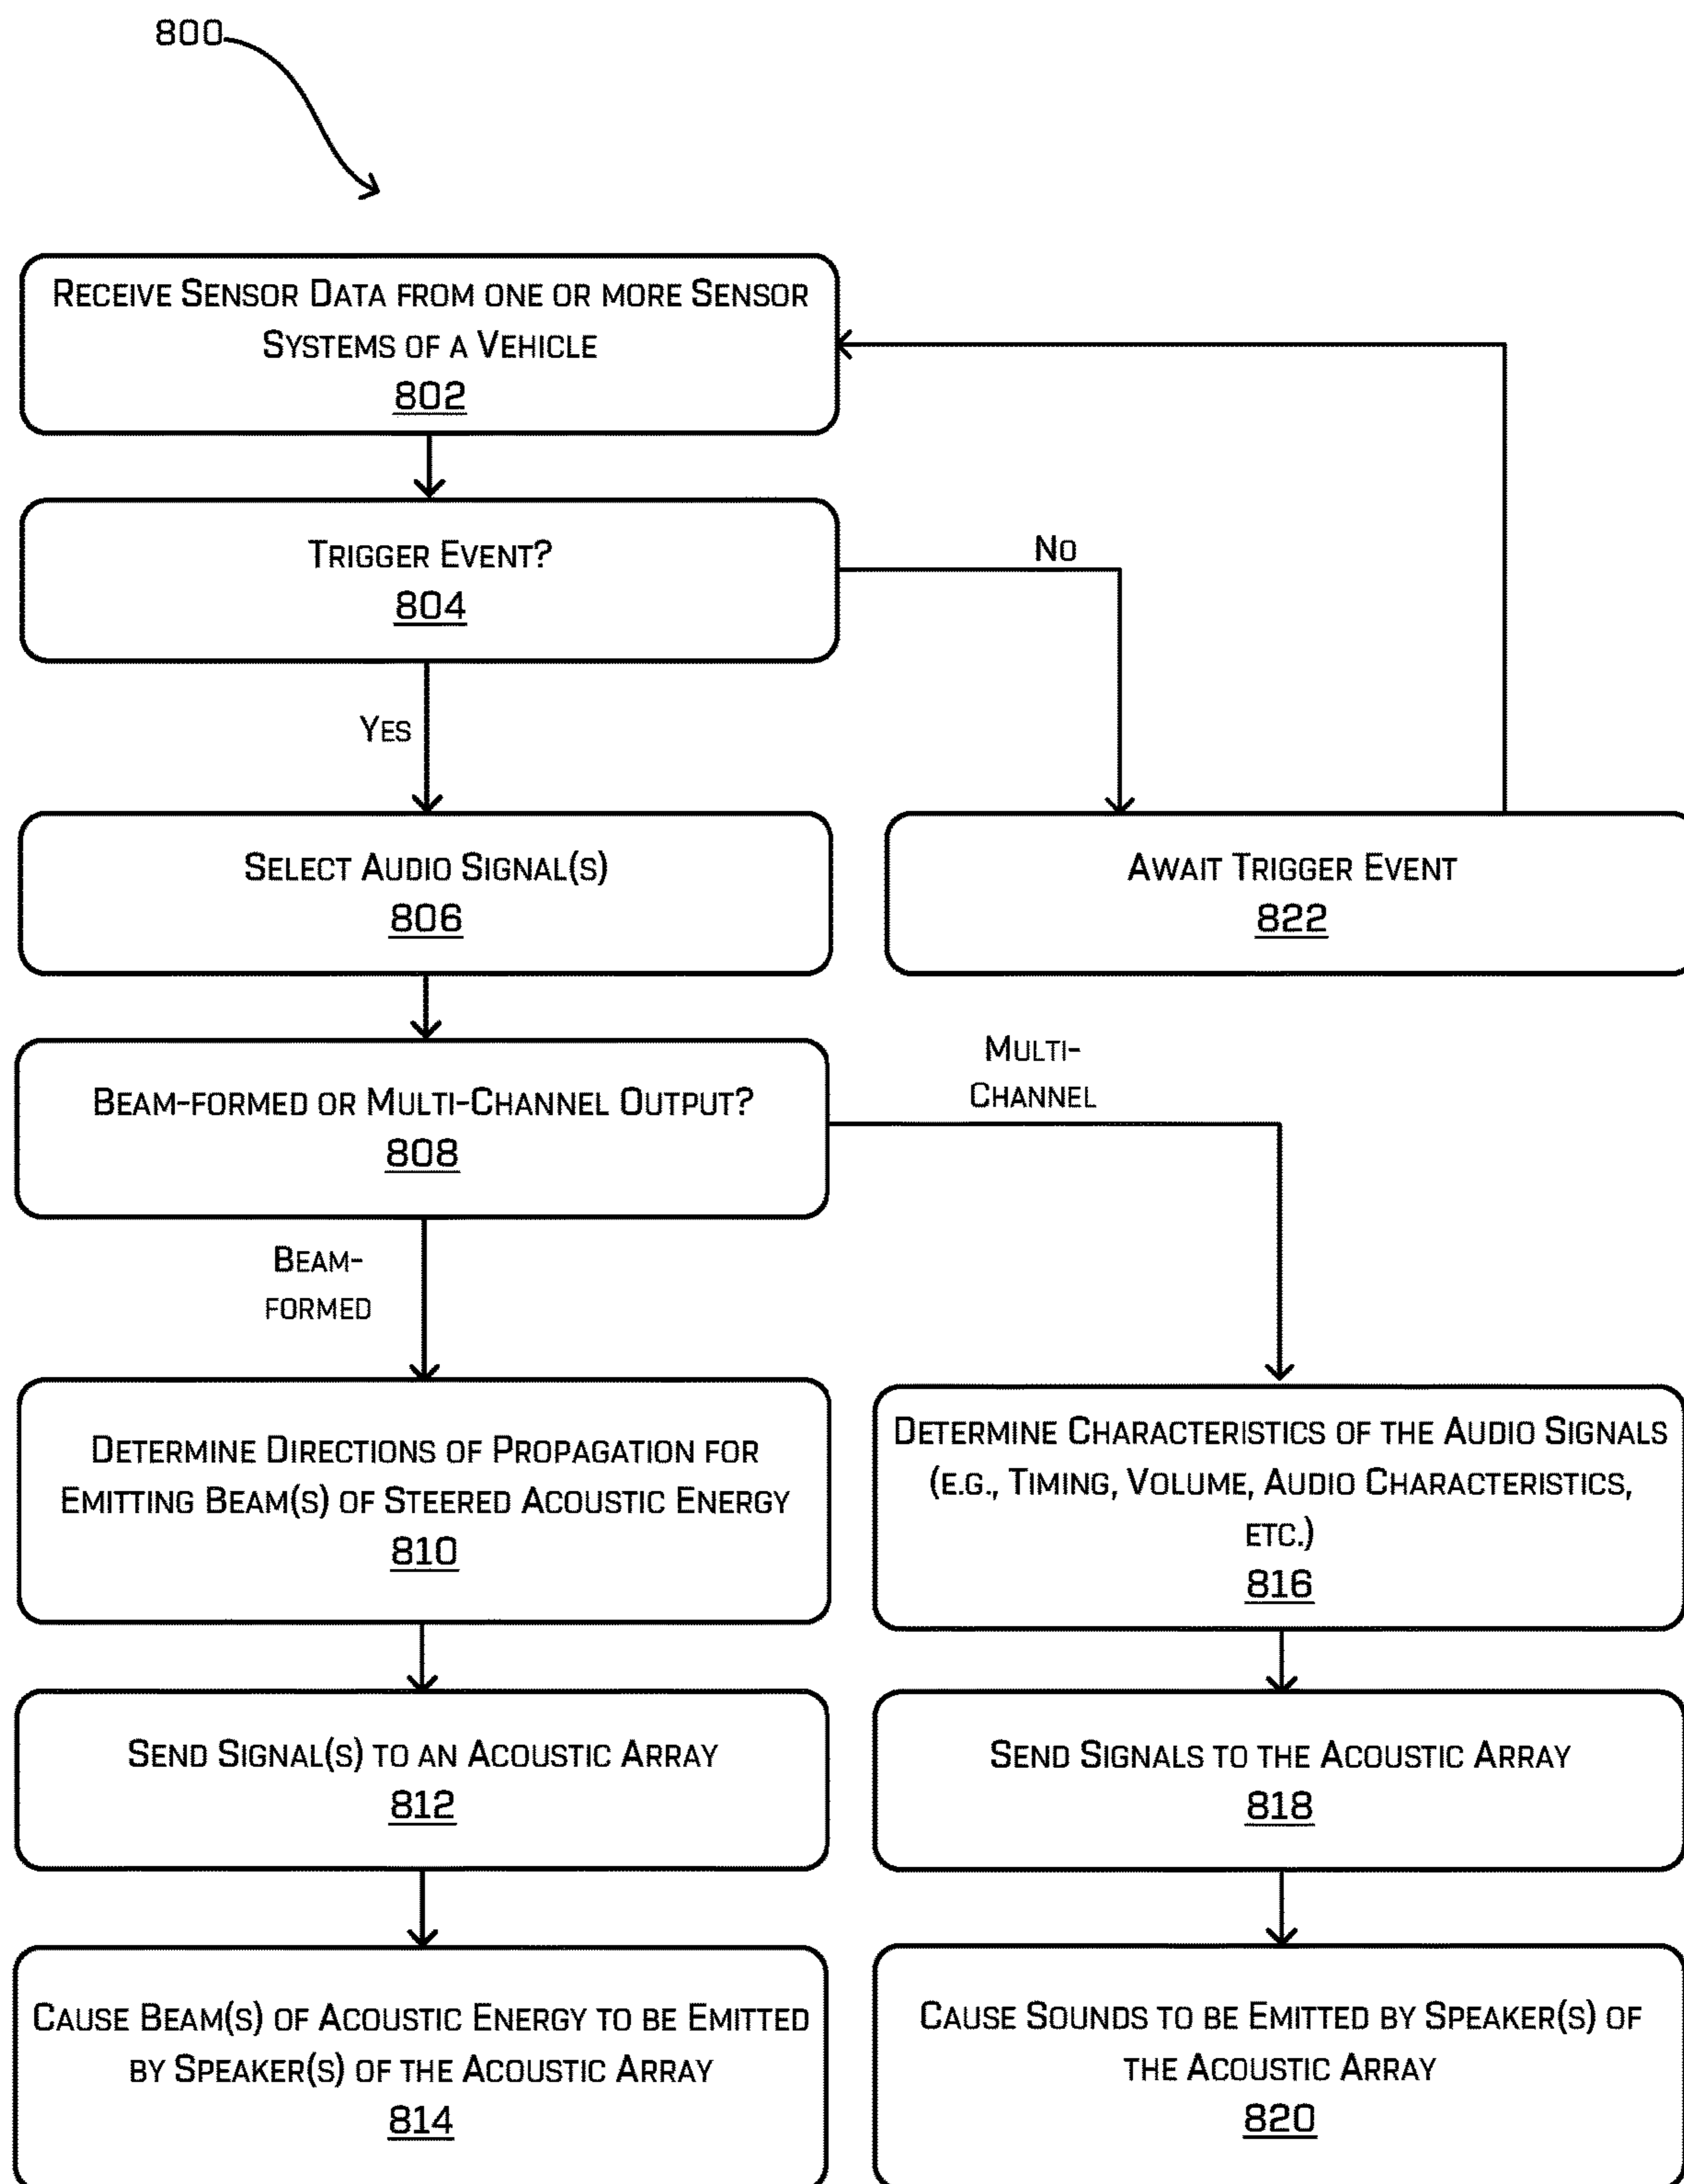 800
Receive Sensor Data from one or more Sensor
Systems of a Vehicle
802
Trigger Event?
804
No
Yes
Select Audio Signal(s)
806
Await Trigger Event
822
Beam-formed or Multi-Channel Output?
808
Multi-
Channel
Beam-
formed
Determine Directions of Propagation for
Emitting Beam(s) of Steered Acoustic Energy
810
Determine Characteristics of the Audio Signals
(e.g., Timing, Volume, Audio Characteristics,
etc.)
816
Send Signal(s) to an Acoustic Array
812
Send Signals to the Acoustic Array
818
Cause Beam(s) of Acoustic Energy to be Emitted
by Speaker(s) of the Acoustic Array
814
Cause Sounds to be Emitted by Speaker(s) of
the Acoustic Array
820